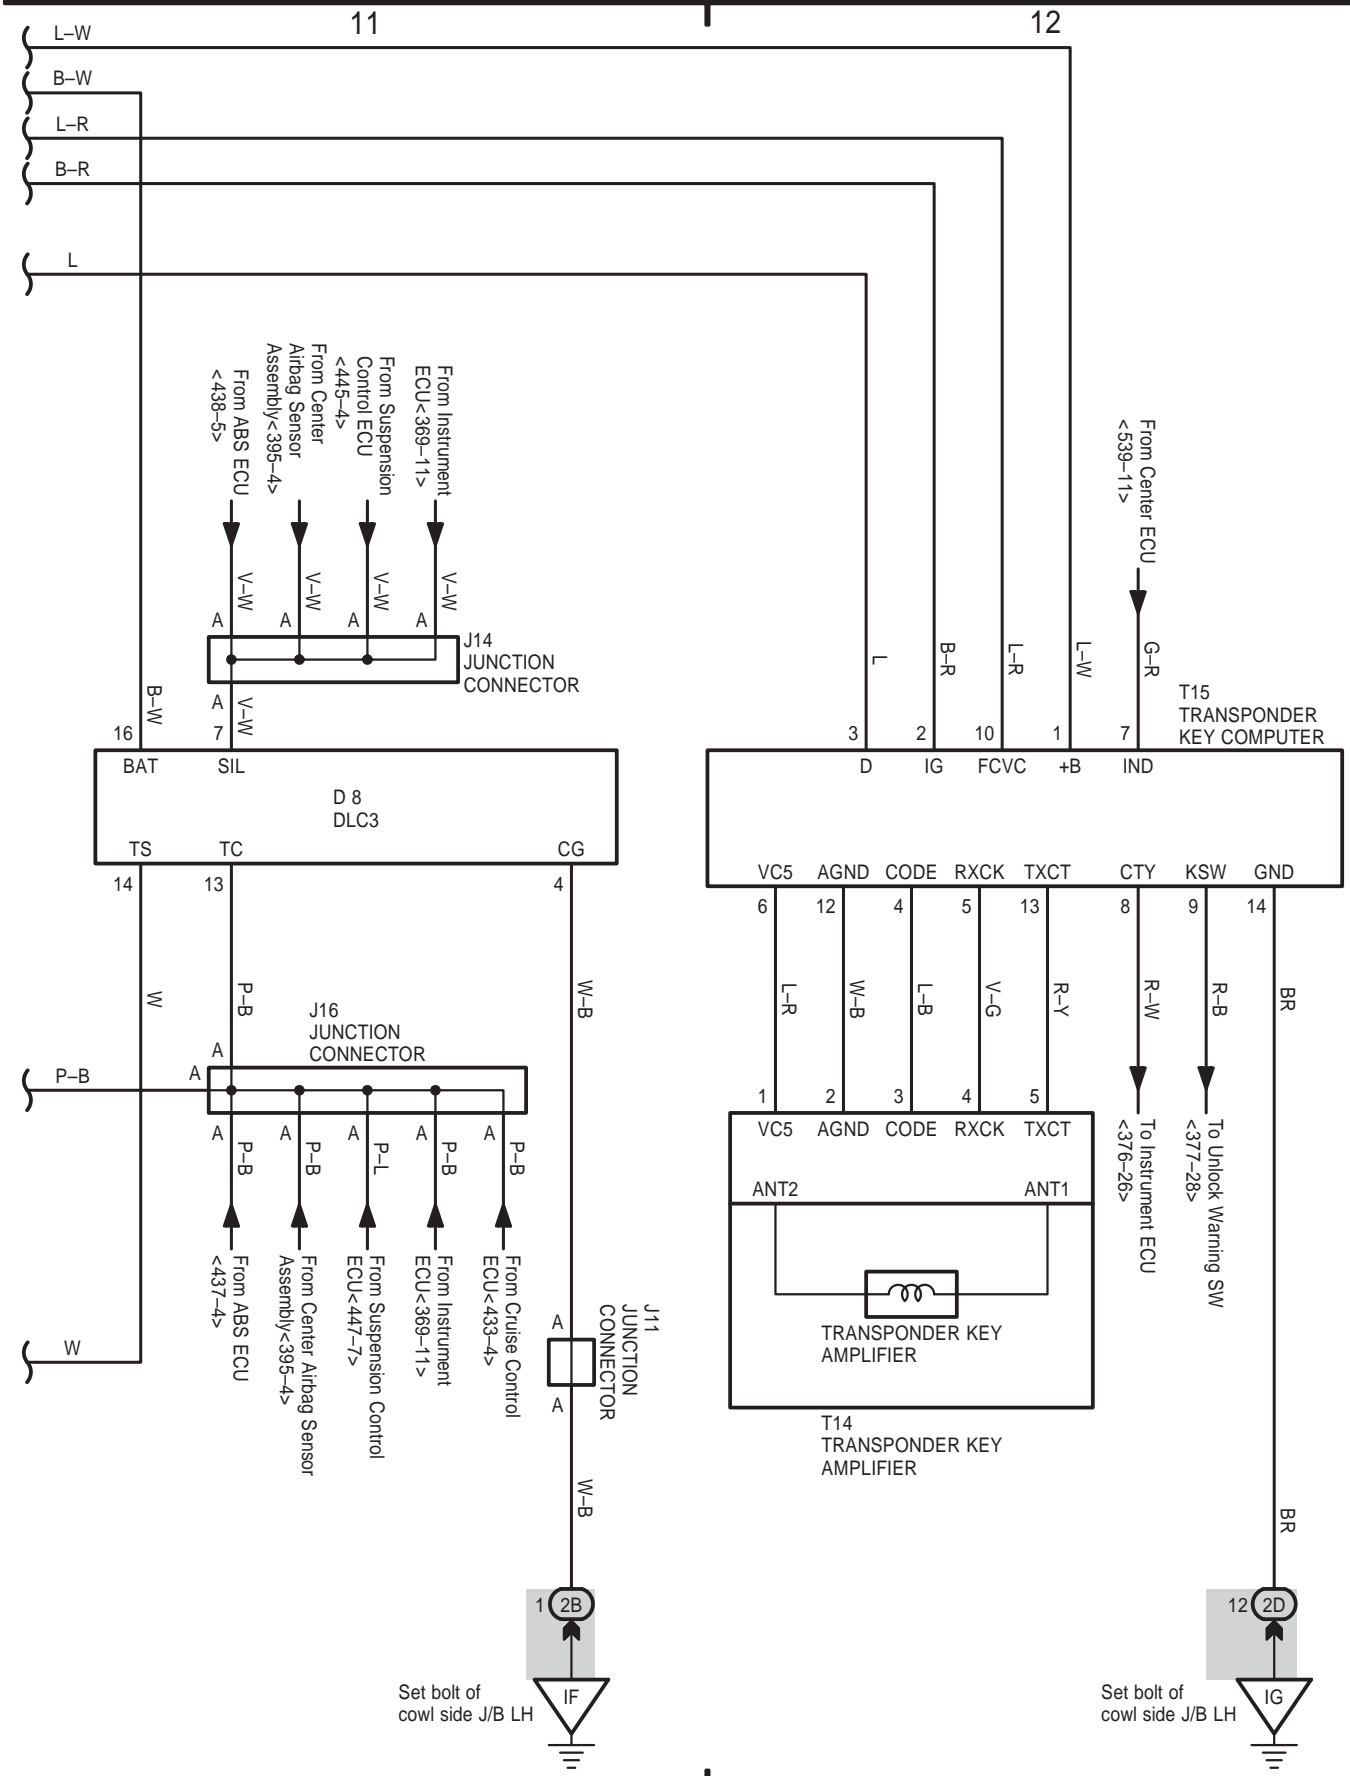 11
12
L–W
B–W
L–R
B–R
L
From ABS ECU
<438–5>
From Center
Airbag Sensor
Assembly<395–4>
From Suspension
Control ECU
<445–4>
From Instrument
ECU<369–11>
From Center ECU
<539–11>
V–W
V–W
V–W
V–W
A
A
A
A
J14
JUNCTION
CONNECTOR
A
V–W
B–W
L
B–R
L–R
L–W
G–R
T15
TRANSPONDER
KEY COMPUTER
16
7
3
2
10
1
7
BAT
SIL
D
IG
FCVC
+B
IND
D 8
DLC3
TS
TC
CG
VC5
AGND
CODE
RXCK
TXCT
CTY
KSW
GND
14
13
4
6
12
4
5
13
8
9
14
W
P–B
W–B
L–R
W–B
L–B
V–G
R–Y
R–W
R–B
BR
J16
JUNCTION
CONNECTOR
A
P–B
A
A
A
A
A
A
P–B
P–B
P–L
P–B
P–B
1
2
3
4
5
VC5
AGND
CODE
RXCK
TXCT
ANT2
ANT1
To Instrument ECU
<376–26>
To Unlock Warning SW
<377–28>
From ABS ECU
<437–4>
From Center Airbag Sensor
Assembly<395–4>
From Suspension Control
ECU<447–7>
From Instrument
ECU<369–11>
From Cruise Control
ECU<433–4>
W
A
A
J11
JUNCTION
CONNECTOR
TRANSPONDER KEY
AMPLIFIER
T14
TRANSPONDER KEY
AMPLIFIER
W–B
BR
1
2B
12
2D
Set bolt of
cowl side J/B LH
IF
Set bolt of
cowl side J/B LH
IG